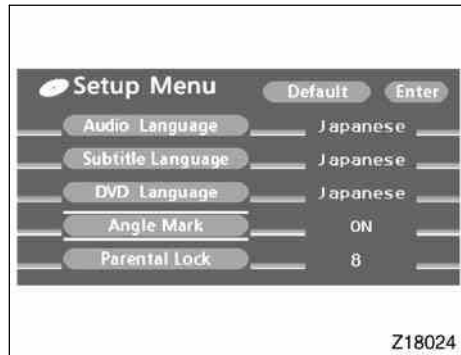 Setup Menu Default Enter
Audio Language Japanese
Subtitle Language Japanese
DVD Language Japanese
Angle Mark ON
Parental Lock 8
Z18024